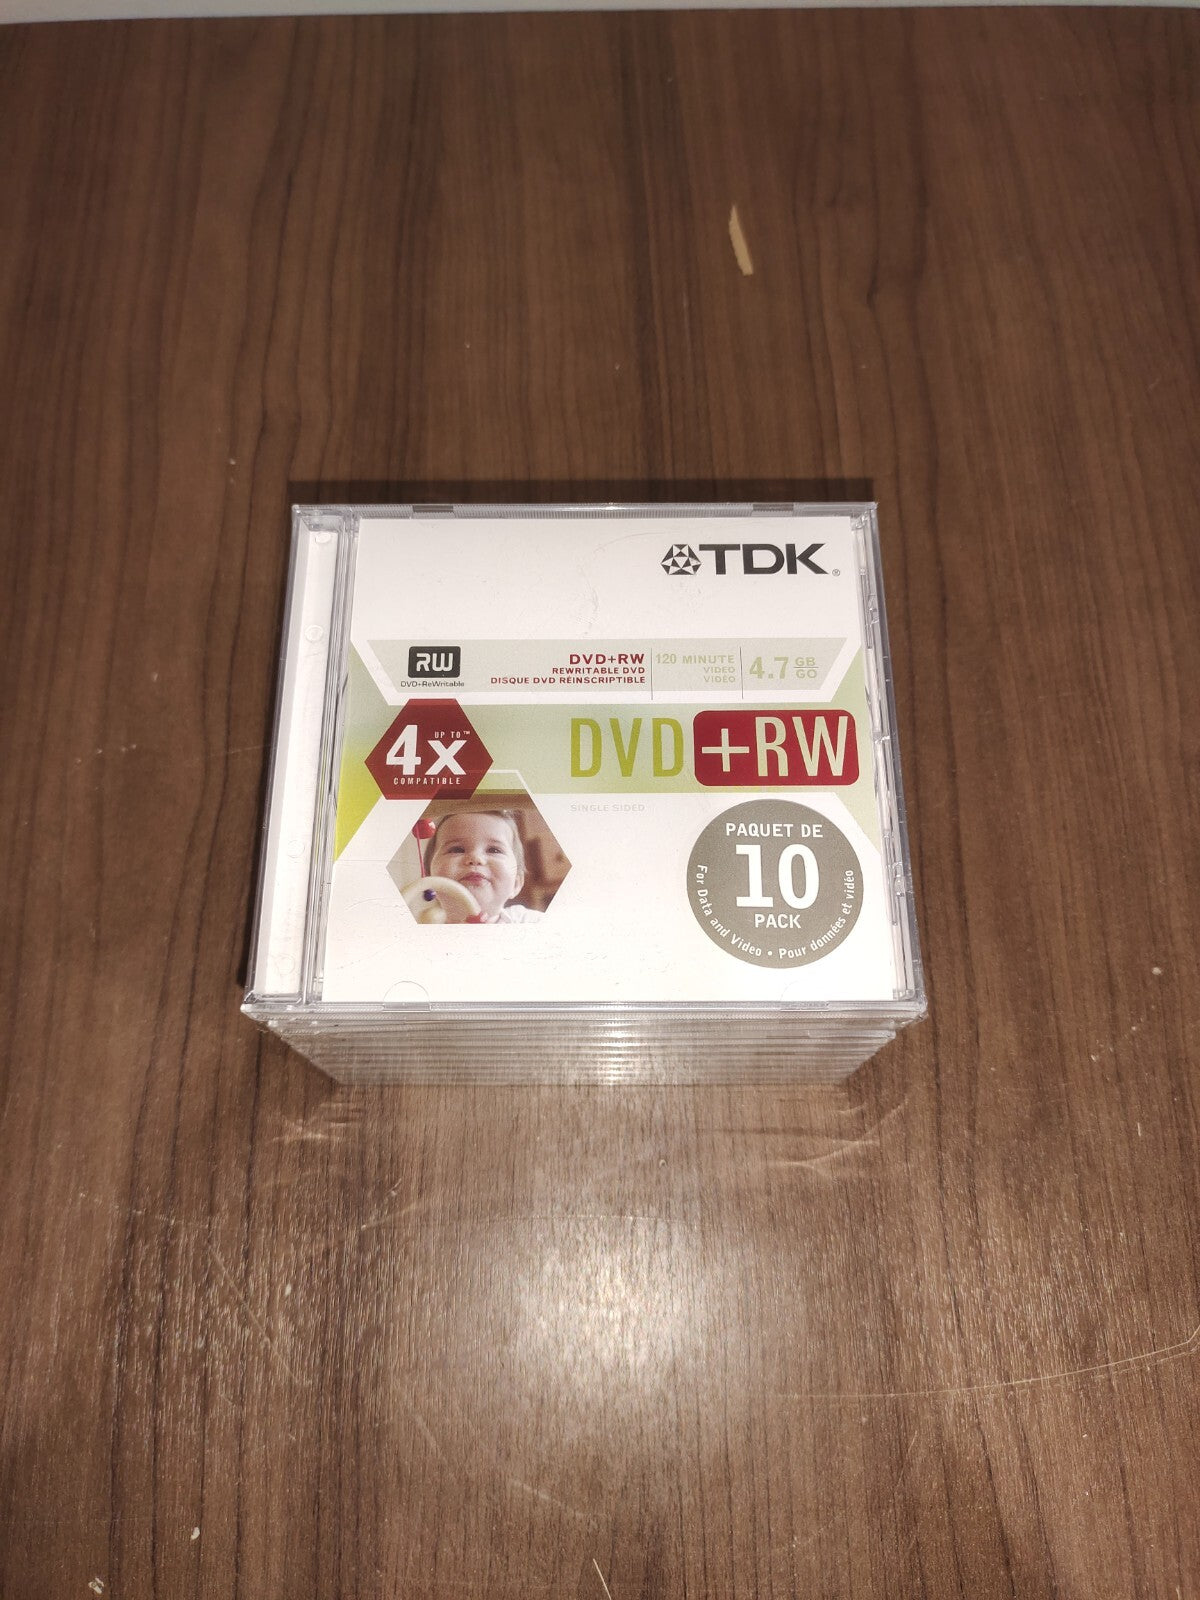 TDK®
RW
DVD+ReWritable
DVD+RW
REWRITABLE DVD
DISQUE DVD RÉINSCRIPTIBLE
120 MINUTE
VIDEO
VIDÉO
4.7 GB
GO
UP TO™
4x
COMPATIBLE
DVD+RW
SINGLE SIDED
PAQUET DE
10
PACK
For Data and Video • Pour données et vidéo